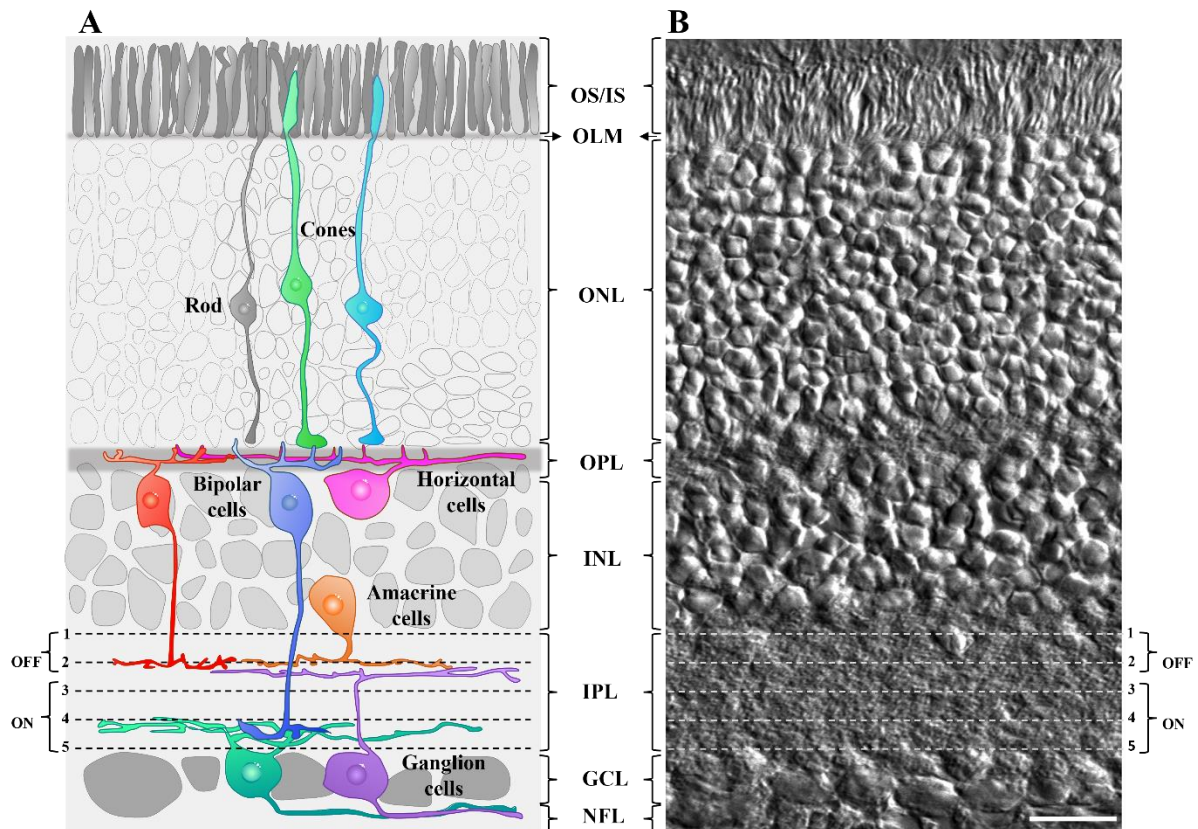 A
B
OS/IS
OLM
Cones
ONL
Rod
OPL
Bipolar
cells
Horizontal
cells
INL
Amacrine
cells
1
1
OFF
2
2
OFF
3
IPL
3
ON
4
4
ON
5
5
Ganglion
cells
GCL
NFL